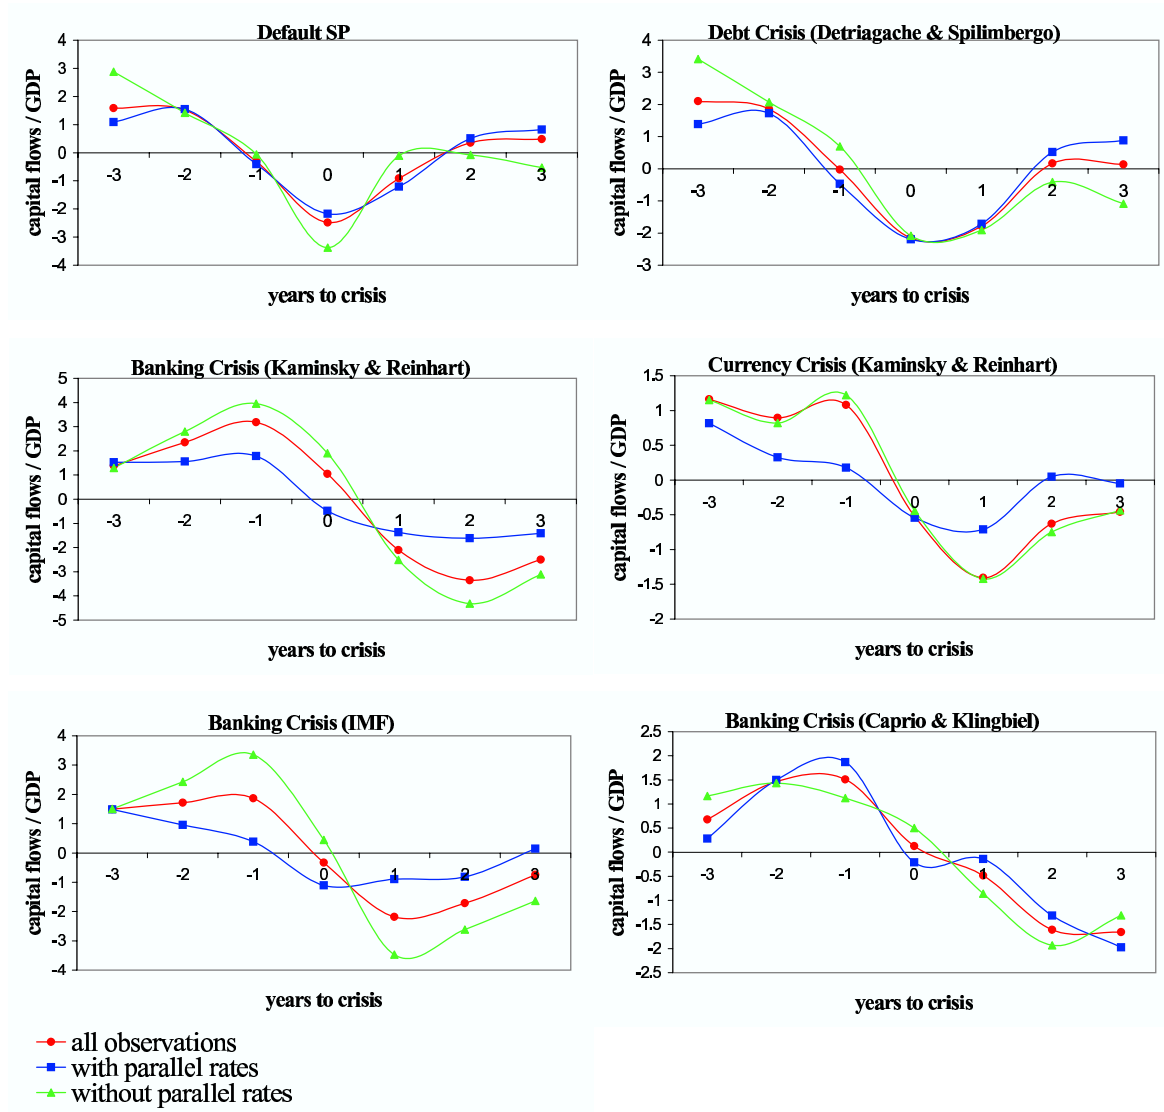 Default SP
4
3
2
1
0
-1
-2
-3
-4
-3 -2 -1 0 1 2 3
capital flows / GDP
years to crisis
Debt Crisis (Detriagache & Spilimbergo)
4
3
2
1
0
-1
-2
-3
-3 -2 -1 0 1 2 3
capital flows / GDP
years to crisis
Banking Crisis (Kaminsky & Reinhart)
5
4
3
2
1
0
-1
-2
-3
-4
-5
-3 -2 -1 0 1 2 3
capital flows / GDP
years to crisis
Currency Crisis (Kaminsky & Reinhart)
1.5
1
0.5
0
-0.5
-1
-1.5
-2
-3 -2 -1 0 1 2 3
capital flows / GDP
years to crisis
Banking Crisis (IMF)
4
3
2
1
0
-1
-2
-3
-4
-3 -2 -1 0 1 2 3
capital flows / GDP
years to crisis
Banking Crisis (Caprio & Klingbiel)
2.5
2
1.5
1
0.5
0
-0.5
-1
-1.5
-2
-2.5
-3 -2 -1 0 1 2 3
capital flows / GDP
years to crisis
all observations
with parallel rates
without parallel rates